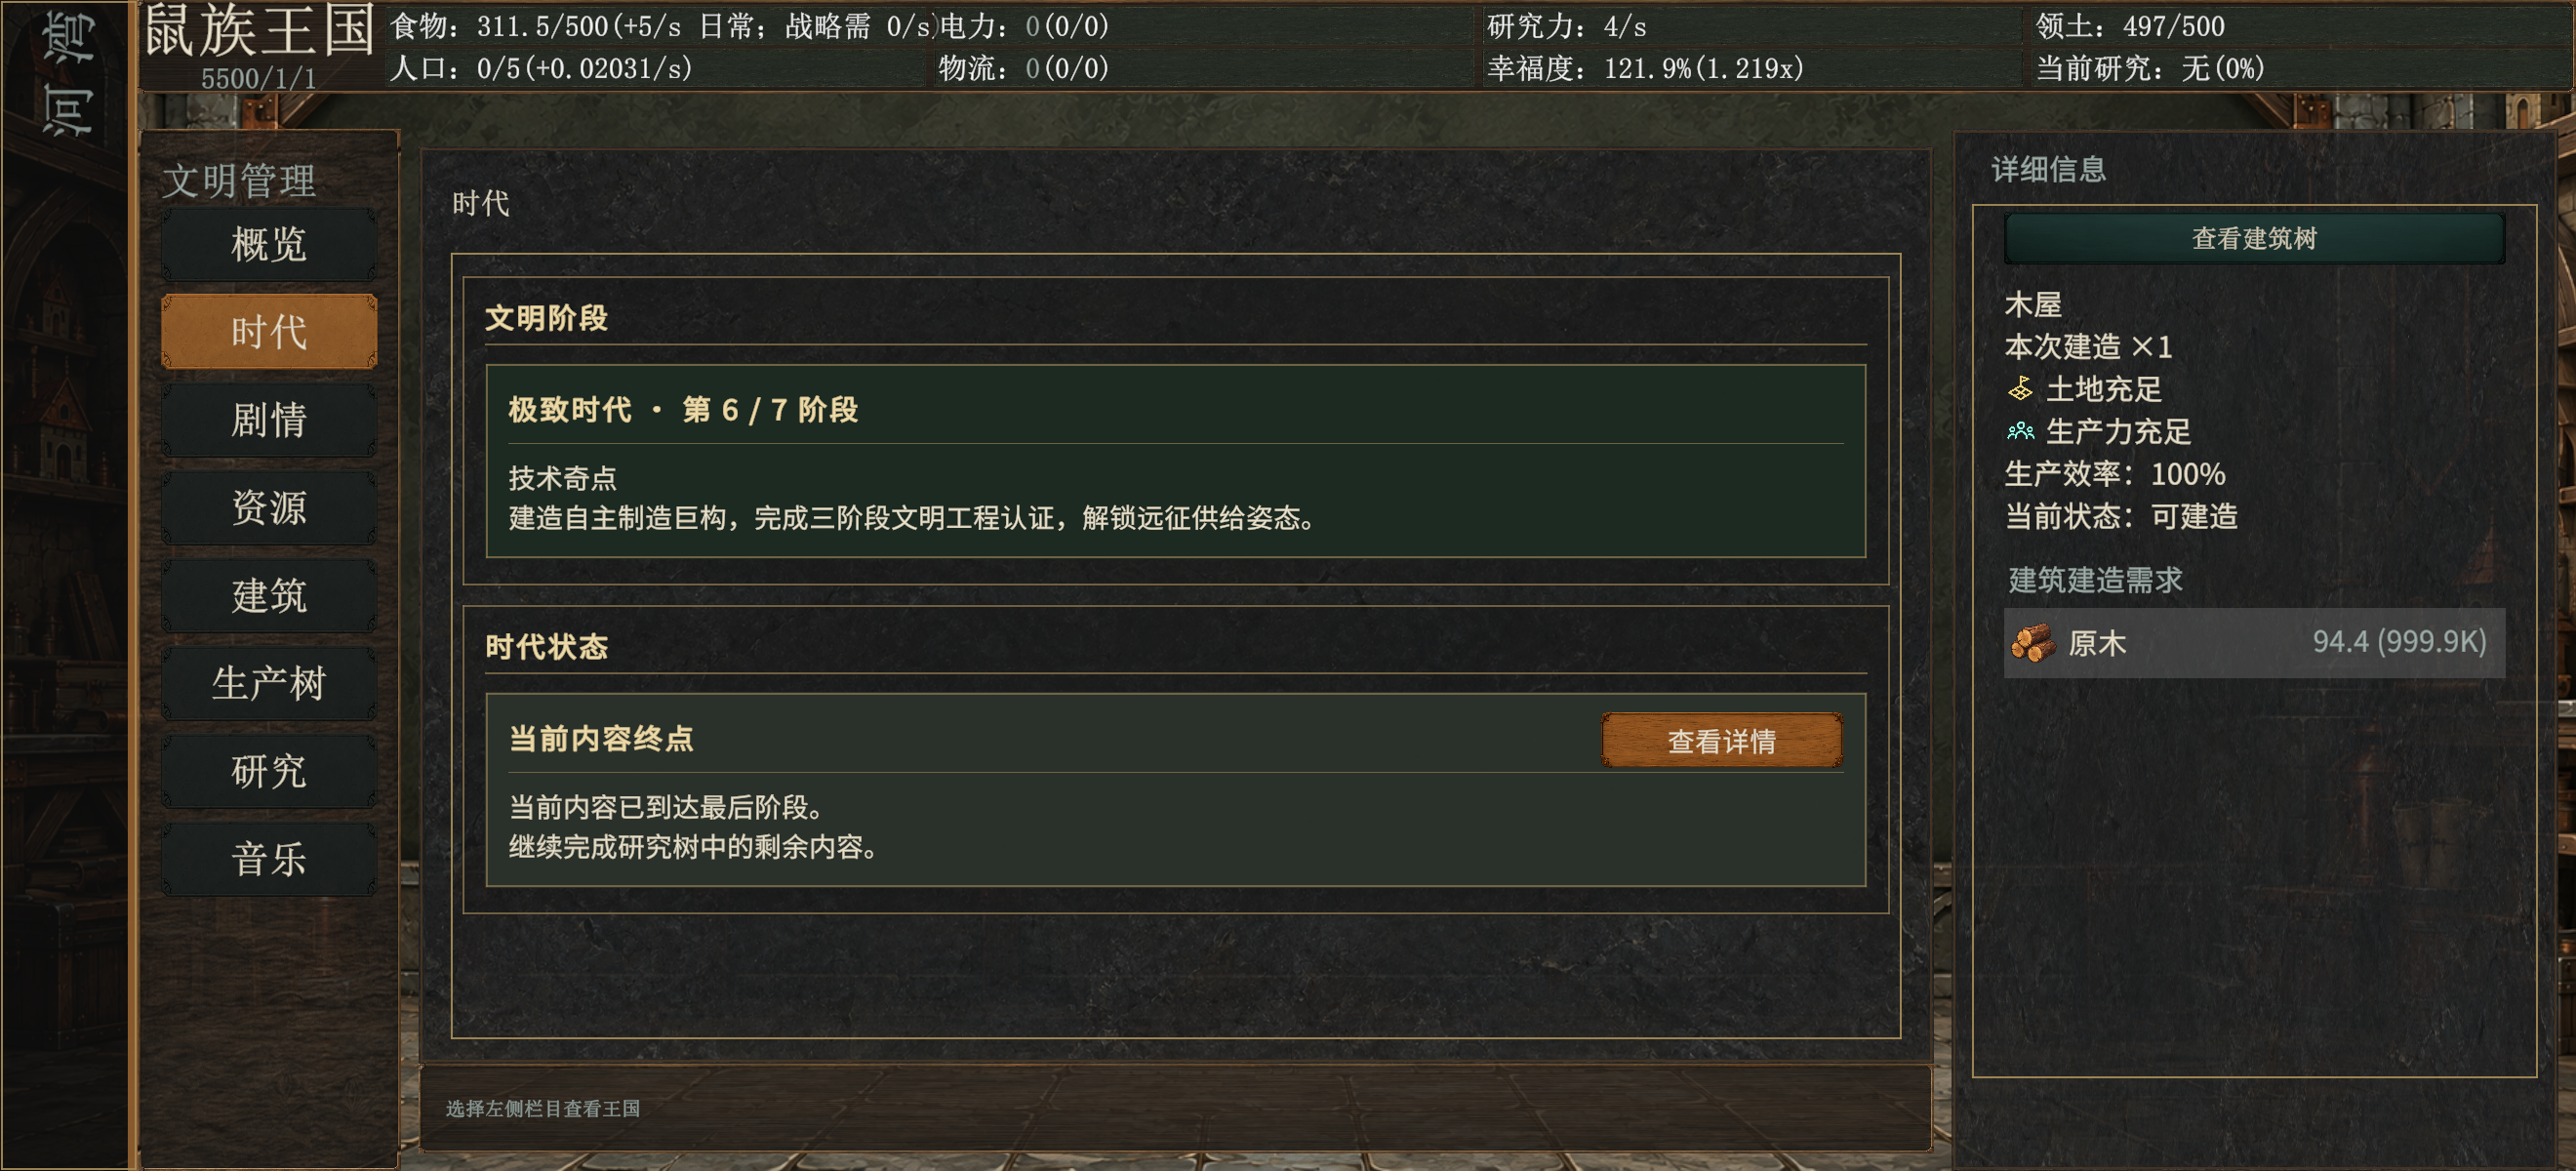 河湾
鼠族王国
5500/1/1
食物：311.5/500(+5/s 日常；战略需 0/s)
人口：0/5(+0.02031/s)
电力：0(0/0)
物流：0(0/0)
研究力：4/s
幸福度：121.9%(1.219x)
领土：497/500
当前研究：无(0%)
文明管理
概览
时代
剧情
资源
建筑
生产树
研究
音乐
时代
文明阶段
极致时代 · 第 6 / 7 阶段
技术奇点
建造自主制造巨构，完成三阶段文明工程认证，解锁远征供给姿态。
时代状态
当前内容终点
查看详情
当前内容已到达最后阶段。
继续完成研究树中的剩余内容。
选择左侧栏目查看王国
详细信息
查看建筑树
木屋
本次建造 ×1
土地充足
生产力充足
生产效率：100%
当前状态：可建造
建筑建造需求
原木 94.4 (999.9K)